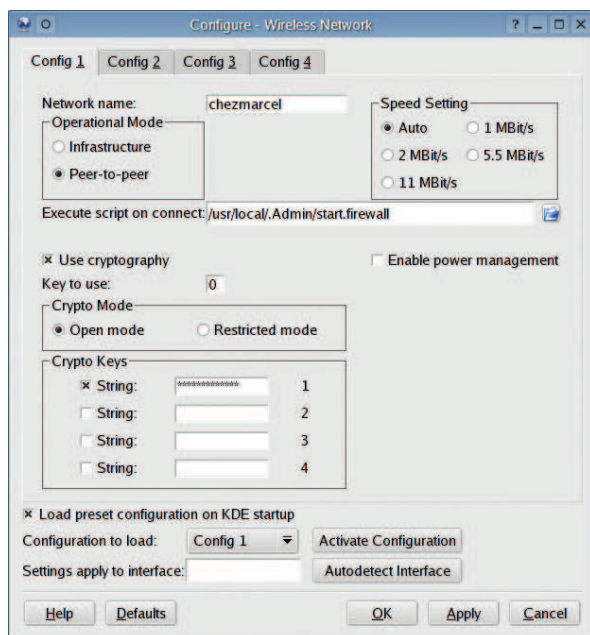 Configure - Wireless Network
Config 1 Config 2 Config 3 Config 4
Network name: chezmarcel
Operational Mode
Infrastructure
Peer-to-peer
Speed Setting
Auto 1 MBit/s
2 MBit/s 5.5 MBit/s
11 MBit/s
Execute script on connect: /usr/local/.Admin/start.firewall
Use cryptography Enable power management
Key to use: 0
Crypto Mode
Open mode Restricted mode
Crypto Keys
String: ************* 1
String: 2
String: 3
String: 4
Load preset configuration on KDE startup
Configuration to load: Config 1 Activate Configuration
Settings apply to interface: Autodetect Interface
Help Defaults OK Apply Cancel